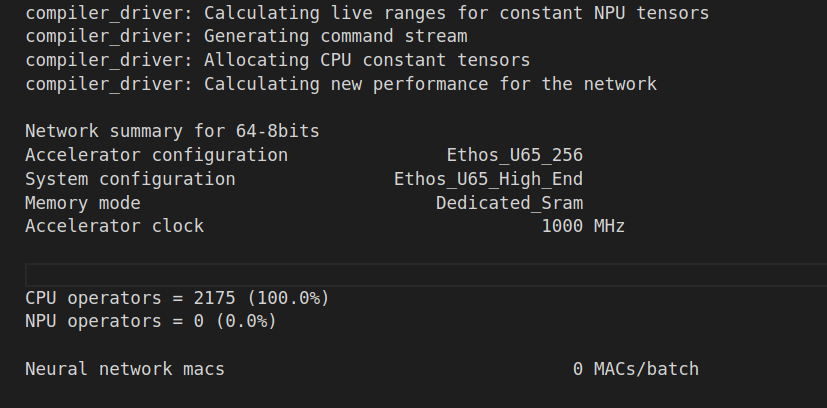 compiler_driver: Calculating live ranges for constant NPU tensors
compiler_driver: Generating command stream
compiler_driver: Allocating CPU constant tensors
compiler_driver: Calculating new performance for the network
Network summary for 64-8bits
Accelerator configuration Ethos_U65_256
System configuration Ethos_U65_High_End
Memory mode Dedicated_Sram
Accelerator clock 1000 MHz
CPU operators = 2175 (100.0%)
NPU operators = 0 (0.0%)
Neural network macs 0 MACs/batch